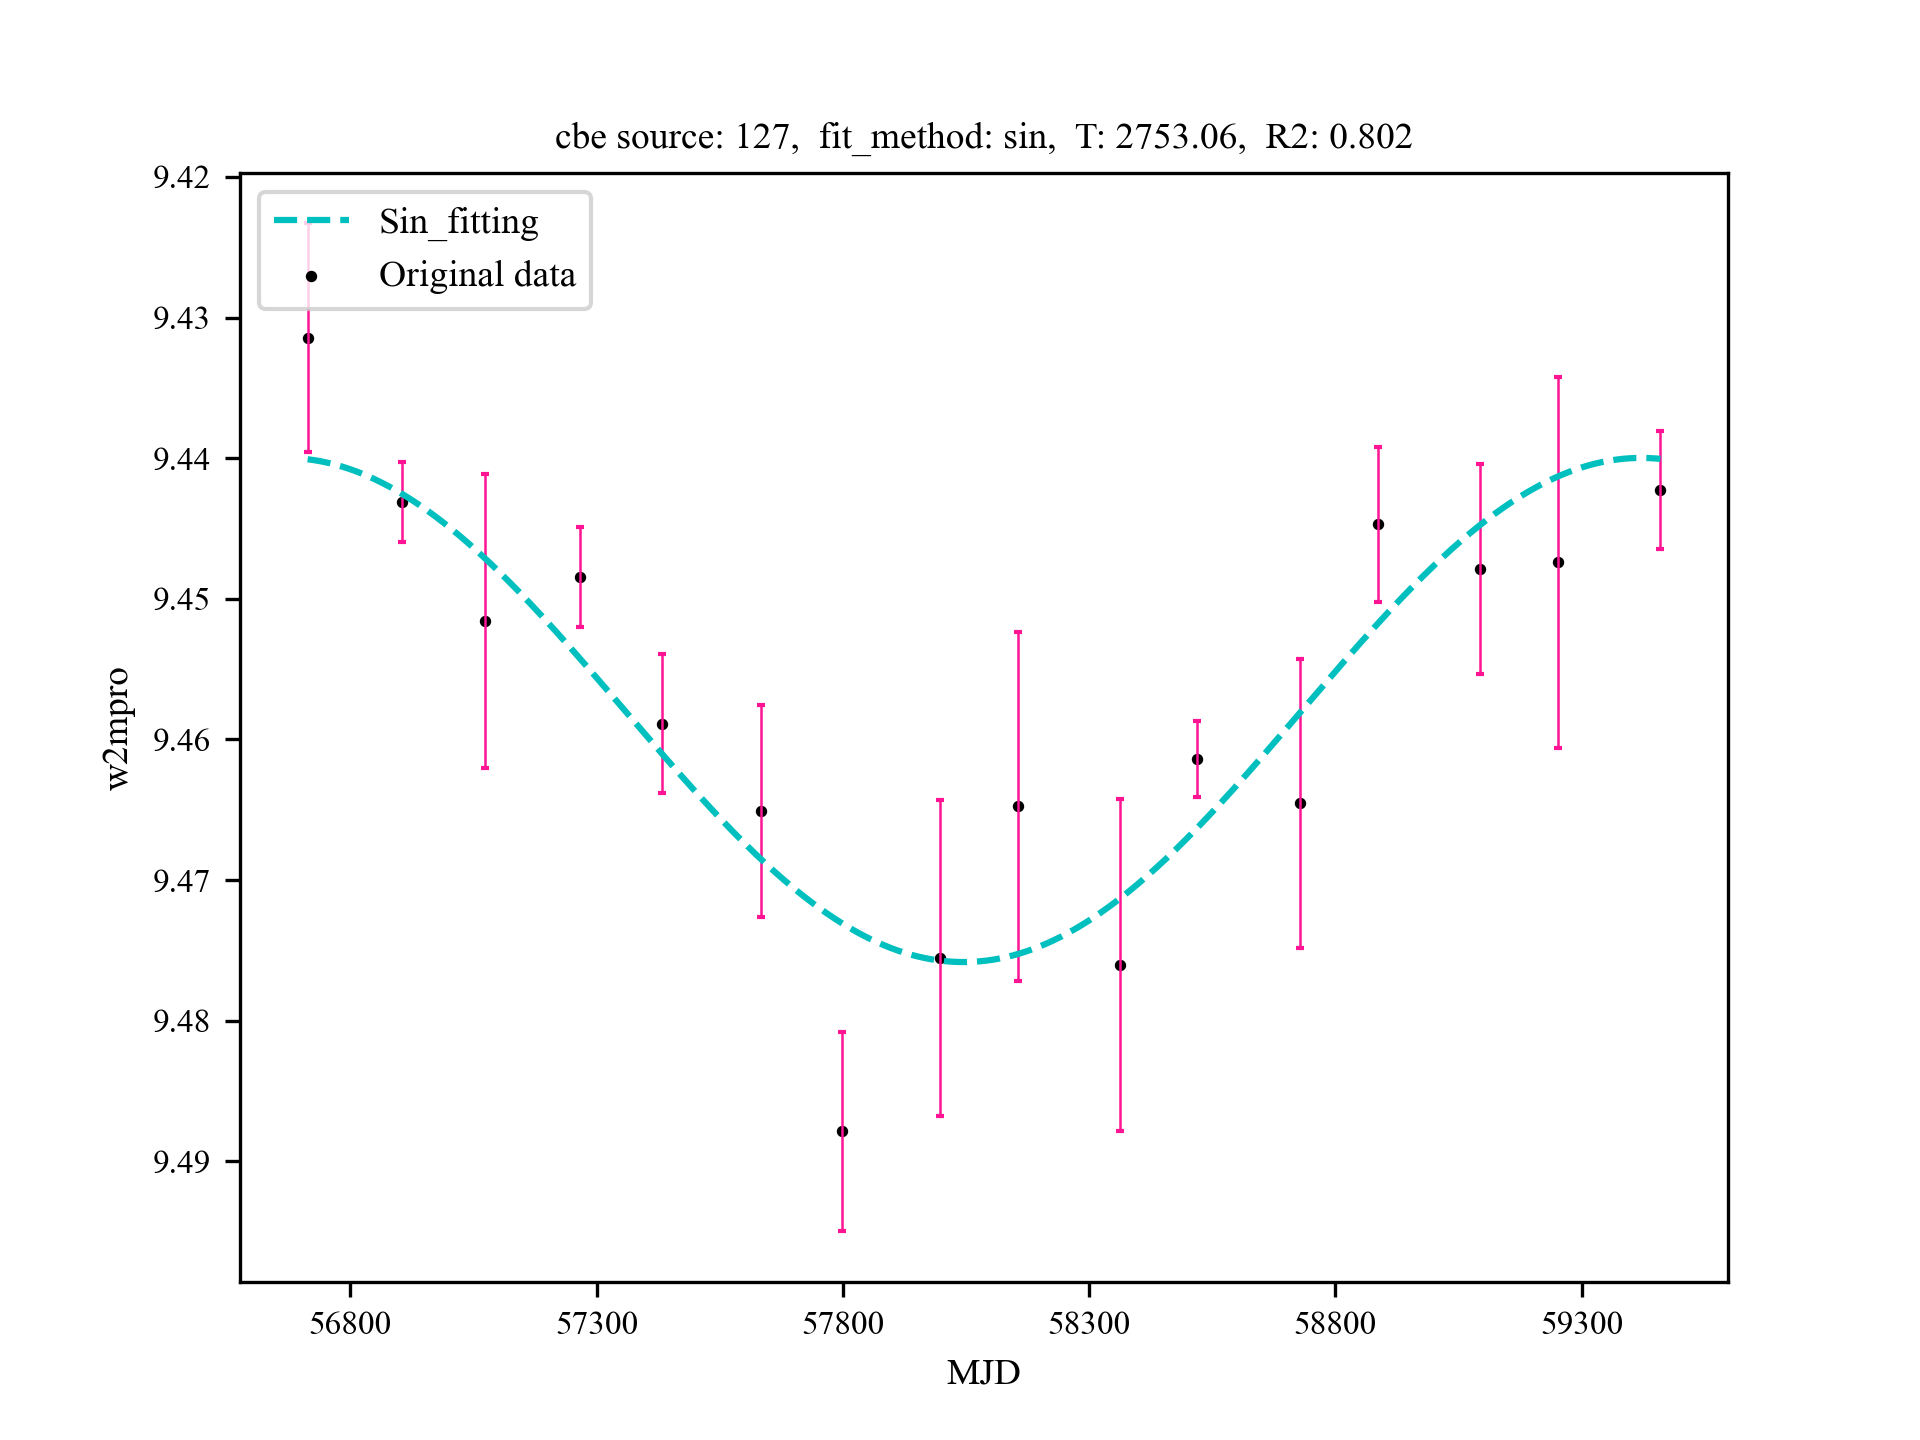 cbe source: 127,  fit_method: sin,  T: 2753.06,  R2: 0.802
Sin_fitting
Original data
9.42
9.43
9.44
9.45
9.46
9.47
9.48
9.49
w2mpro
56800 57300 57800 58300 58800 59300
MJD